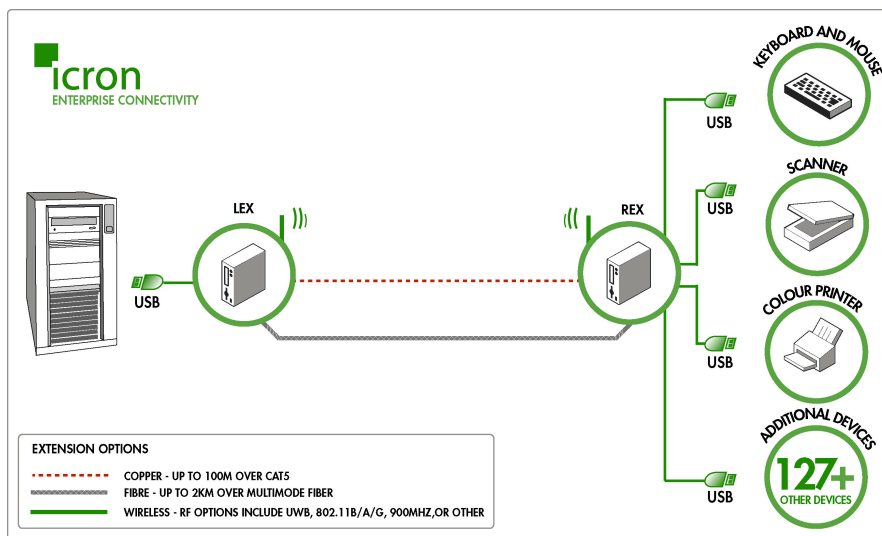 icron
ENTERPRISE CONNECTIVITY
KEYBOARD AND MOUSE
USB
SCANNER
USB
LEX
REX
USB
COLOUR PRINTER
USB
ADDITIONAL DEVICES
127+
OTHER DEVICES
USB
EXTENSION OPTIONS
COPPER - UP TO 100M OVER CAT5
FIBRE - UP TO 2KM OVER MULTIMODE FIBER
WIRELESS - RF OPTIONS INCLUDE UWB, 802.11B/A/G, 900MHZ,OR OTHER